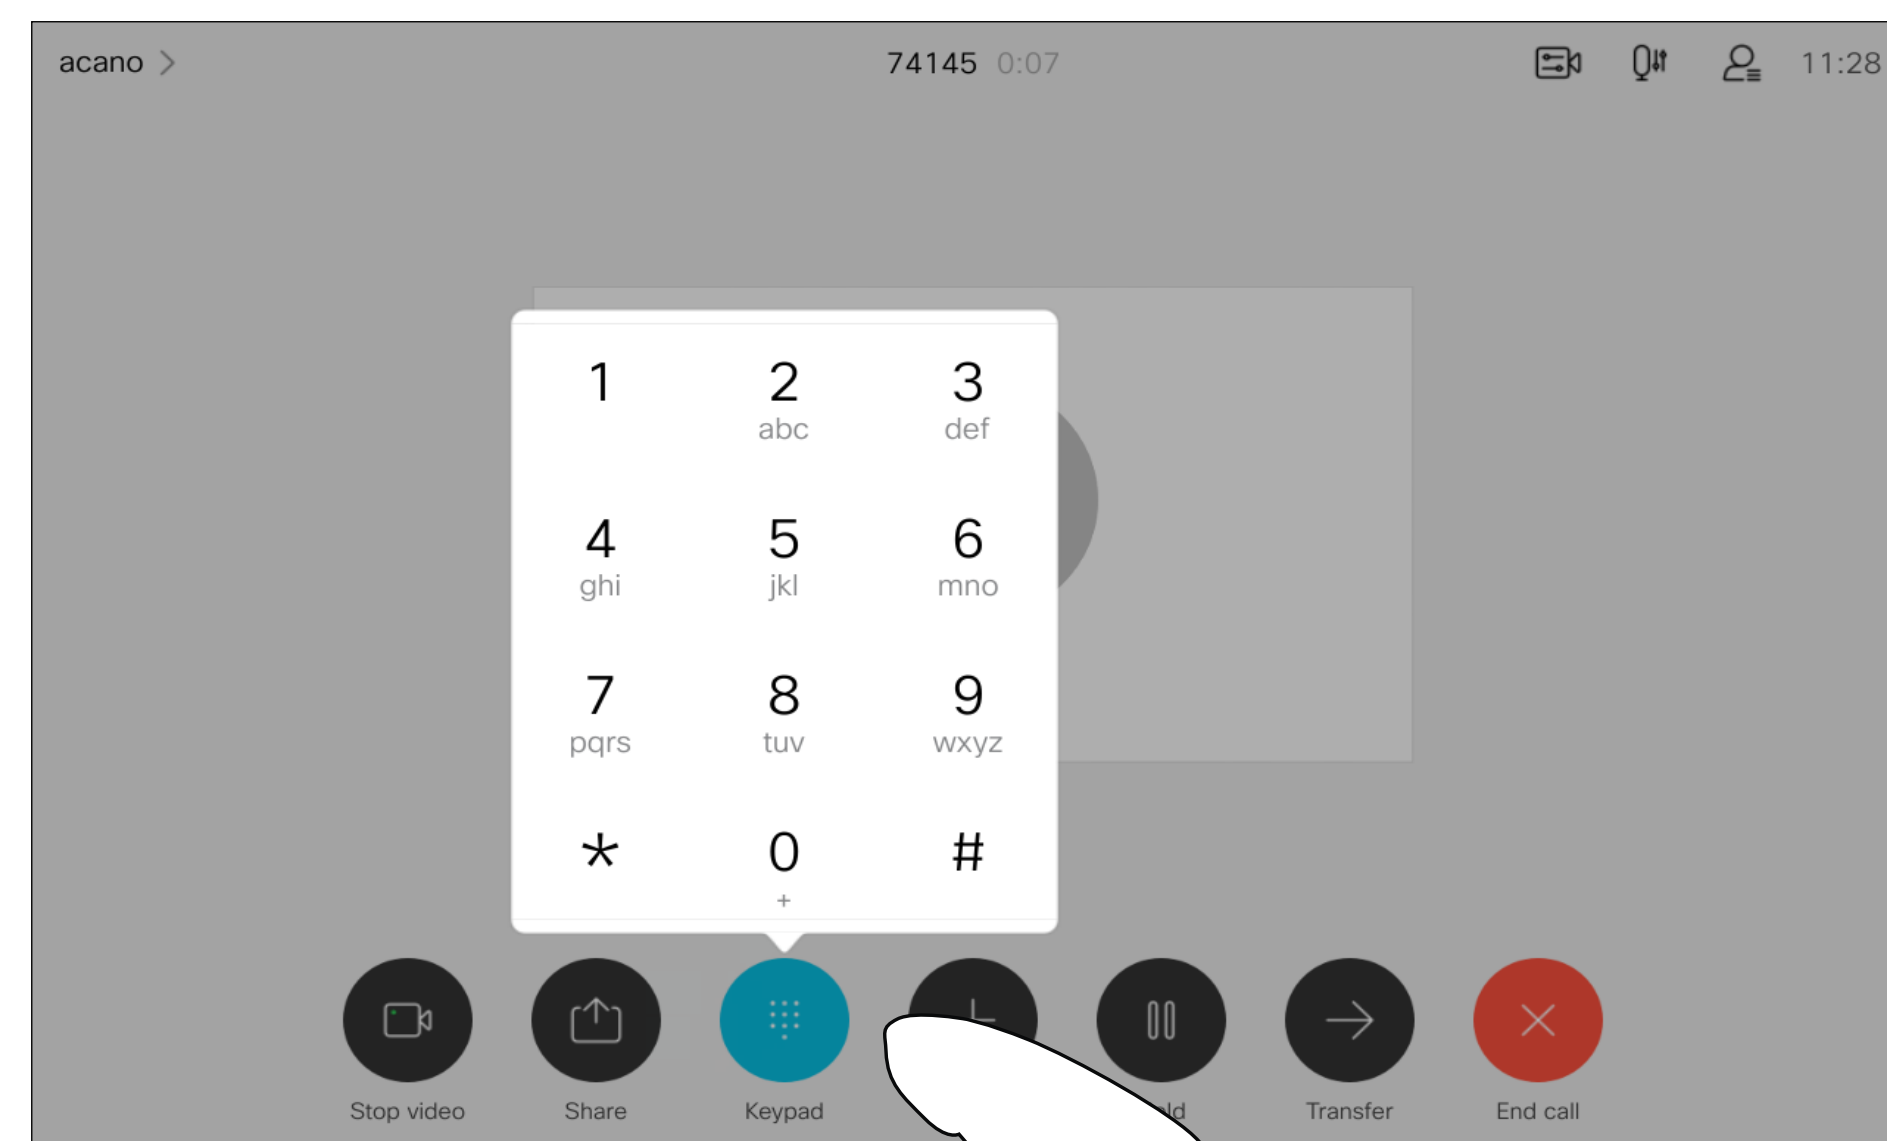 acano
74145 0:07
11:28
1 2 3
abc def
4 5 6
ghi jkl mno
7 8 9
pqrs tuv wxyz
* 0 #
+
Stop video Share Keypad Transfer End call